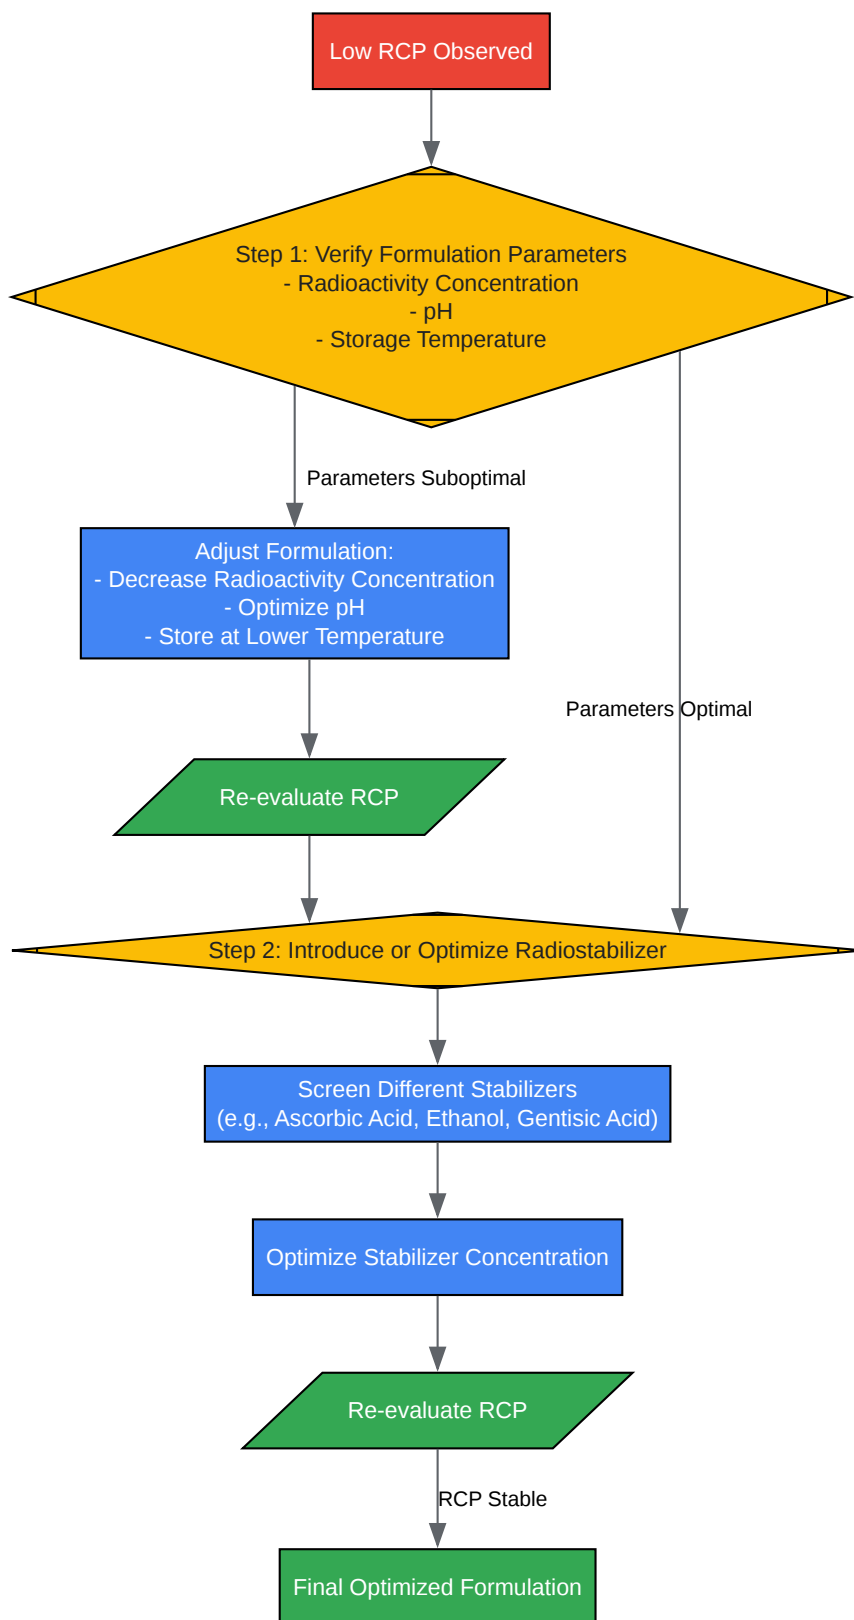 Low RCP Observed
Step 1: Verify Formulation Parameters
- Radioactivity Concentration
- pH
- Storage Temperature
Parameters Suboptimal
Adjust Formulation:
- Decrease Radioactivity Concentration
- Optimize pH
- Store at Lower Temperature
Parameters Optimal
Re-evaluate RCP
Step 2: Introduce or Optimize Radiostabilizer
Screen Different Stabilizers
(e.g., Ascorbic Acid, Ethanol, Gentisic Acid)
Optimize Stabilizer Concentration
Re-evaluate RCP
RCP Stable
Final Optimized Formulation